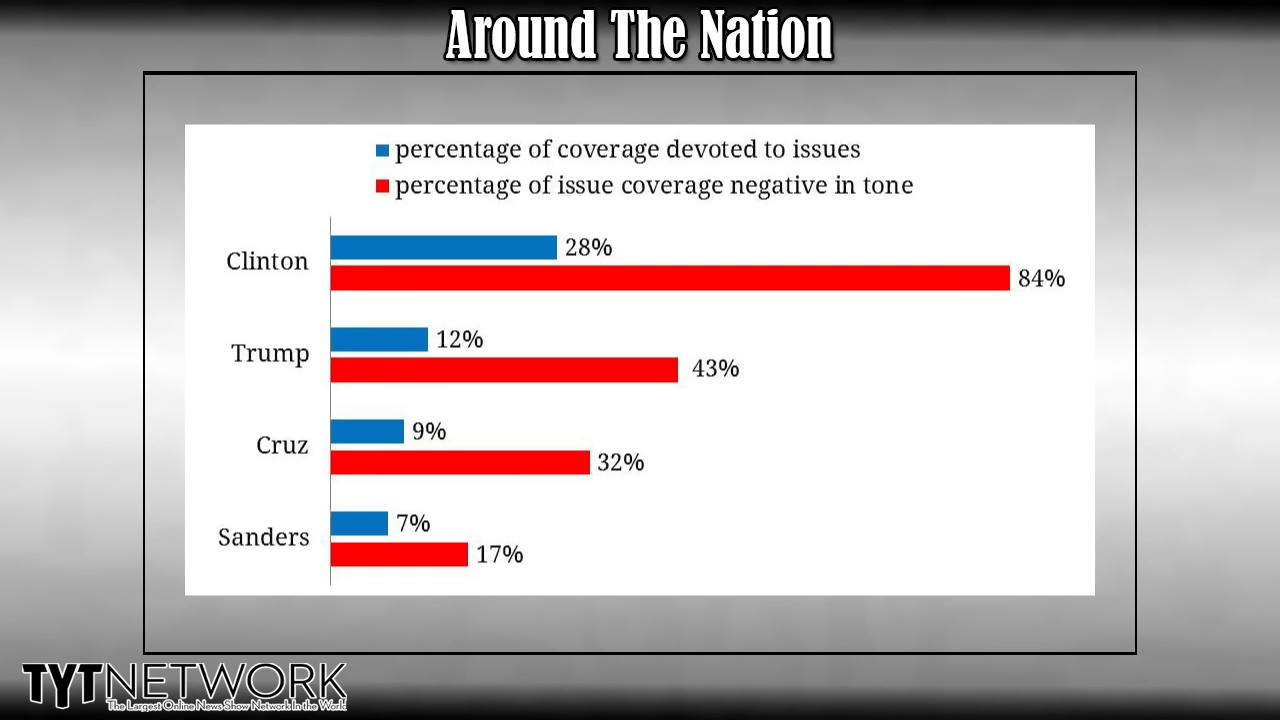 Around The Nation
percentage of coverage devoted to issues
percentage of issue coverage negative in tone
Clinton
28%
84%
Trump
12%
43%
Cruz
9%
32%
Sanders
7%
17%
TYTNETWORK
The Largest Online News Show Network In the World